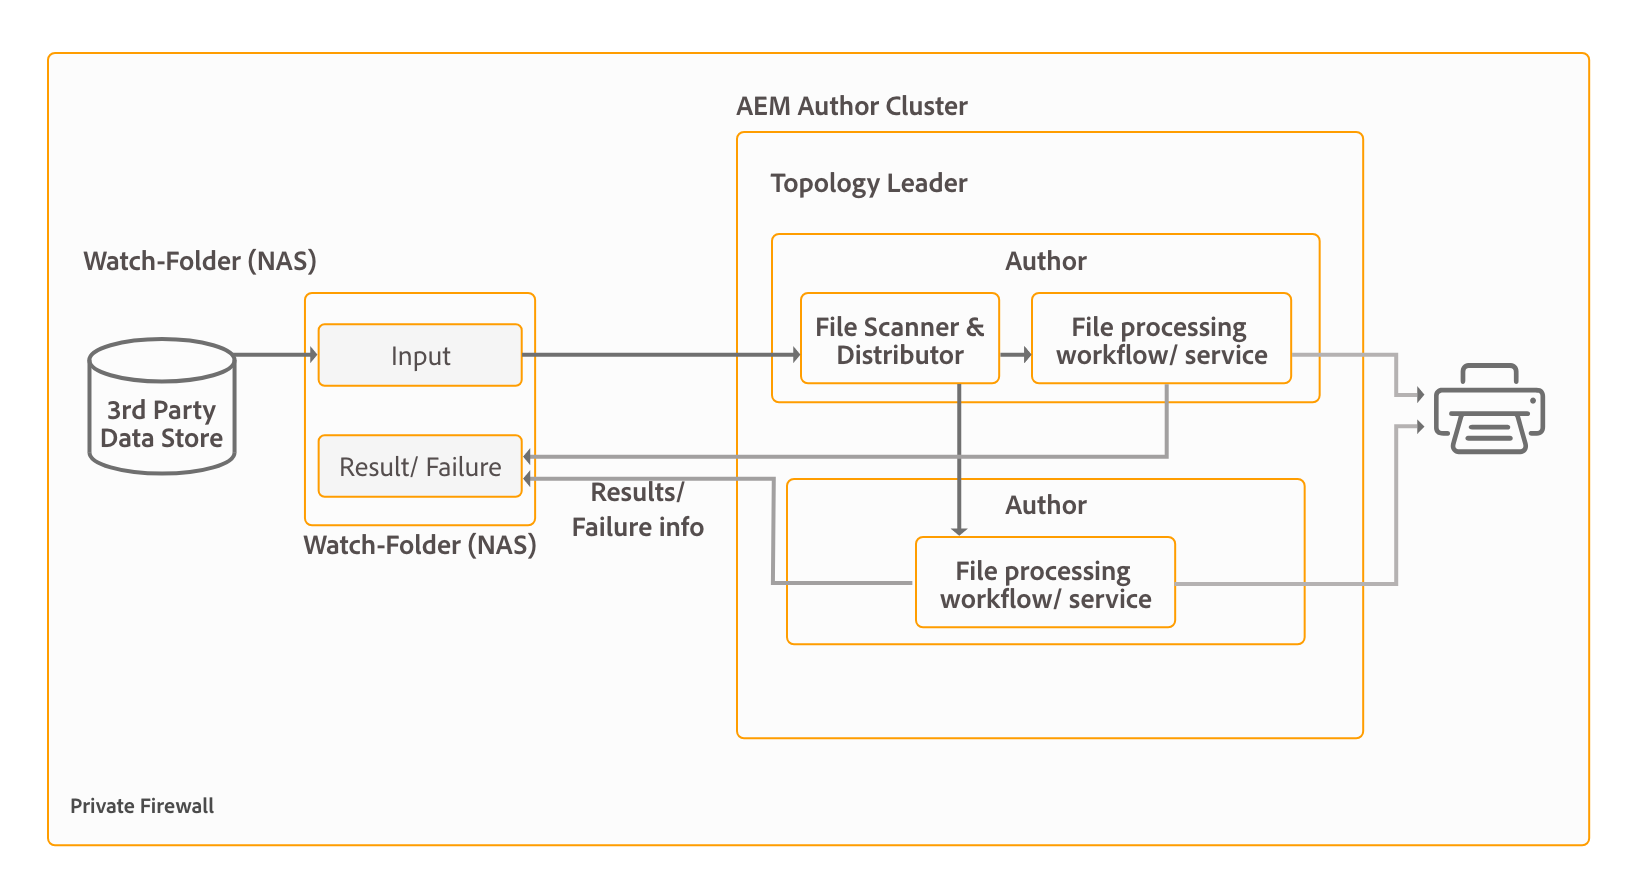 AEM Author Cluster
Topology Leader
Watch-Folder (NAS)
Author
File Scanner &
Distributor
File processing
workflow/ service
Input
3rd Party
Data Store
Result/ Failure
Results/
Failure info
Watch-Folder (NAS)
Author
File processing
workflow/ service
Private Firewall